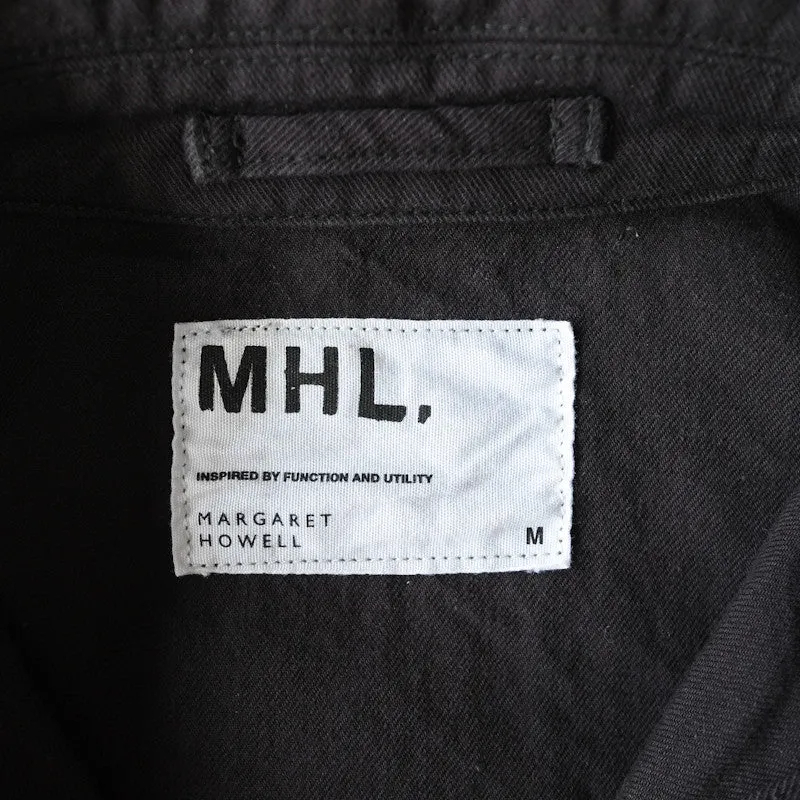 MHL.
INSPIRED BY FUNCTION AND UTILITY
MARGARET
HOWELL
M